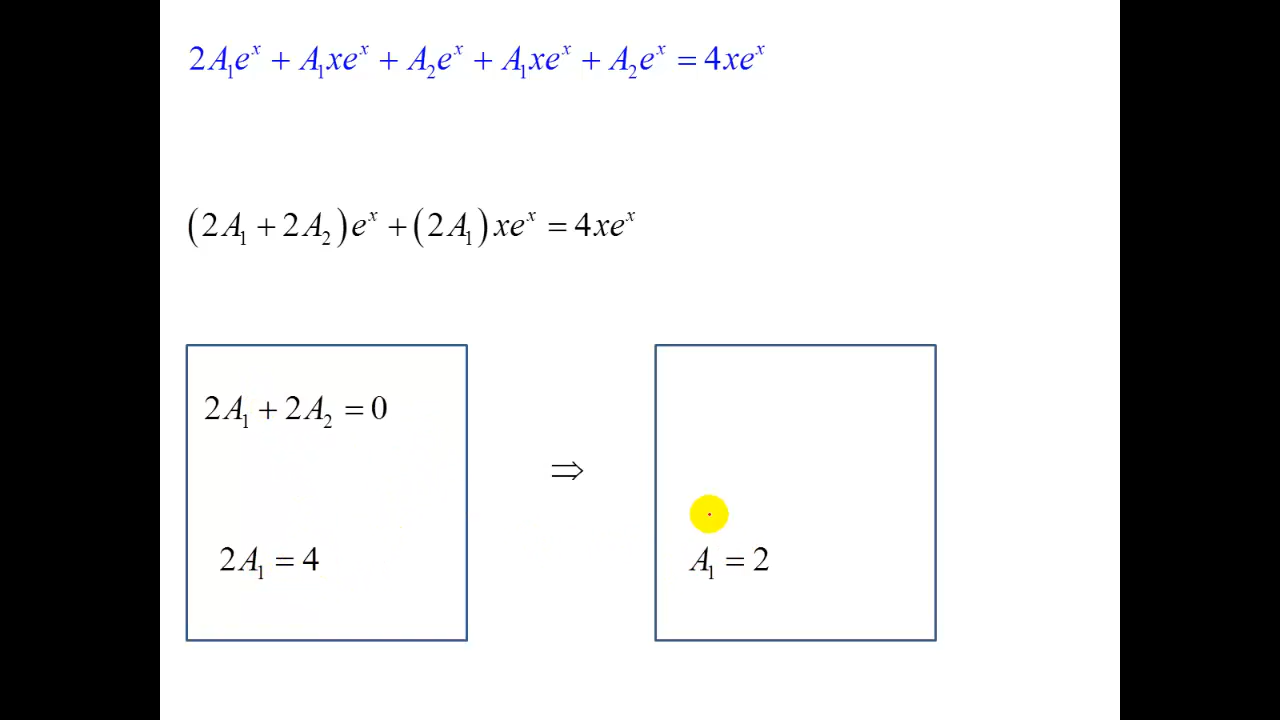 2A₁eˣ + A₁xeˣ + A₂eˣ + A₁xeˣ + A₂eˣ = 4xeˣ
(2A₁ + 2A₂)eˣ + (2A₁)xeˣ = 4xeˣ
2A₁ + 2A₂ = 0
⇒
2A₁ = 4
A₁ = 2